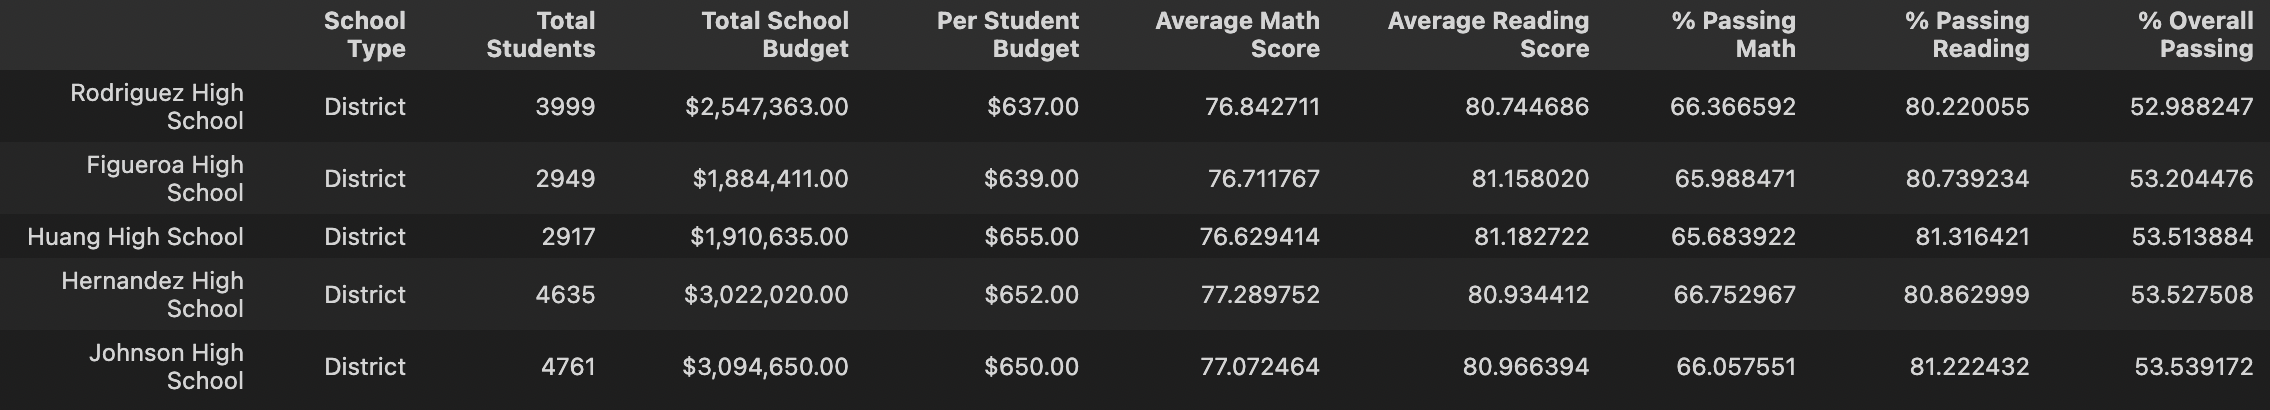 School Type Total Students Total School Budget Per Student Budget Average Math Score Average Reading Score % Passing Math % Passing Reading % Overall Passing
Rodriguez High School District 3999 $2,547,363.00 $637.00 76.842711 80.744686 66.366592 80.220055 52.988247
Figueroa High School District 2949 $1,884,411.00 $639.00 76.711767 81.158020 65.988471 80.739234 53.204476
Huang High School District 2917 $1,910,635.00 $655.00 76.629414 81.182722 65.683922 81.316421 53.513884
Hernandez High School District 4635 $3,022,020.00 $652.00 77.289752 80.934412 66.752967 80.862999 53.527508
Johnson High School District 4761 $3,094,650.00 $650.00 77.072464 80.966394 66.057551 81.222432 53.539172